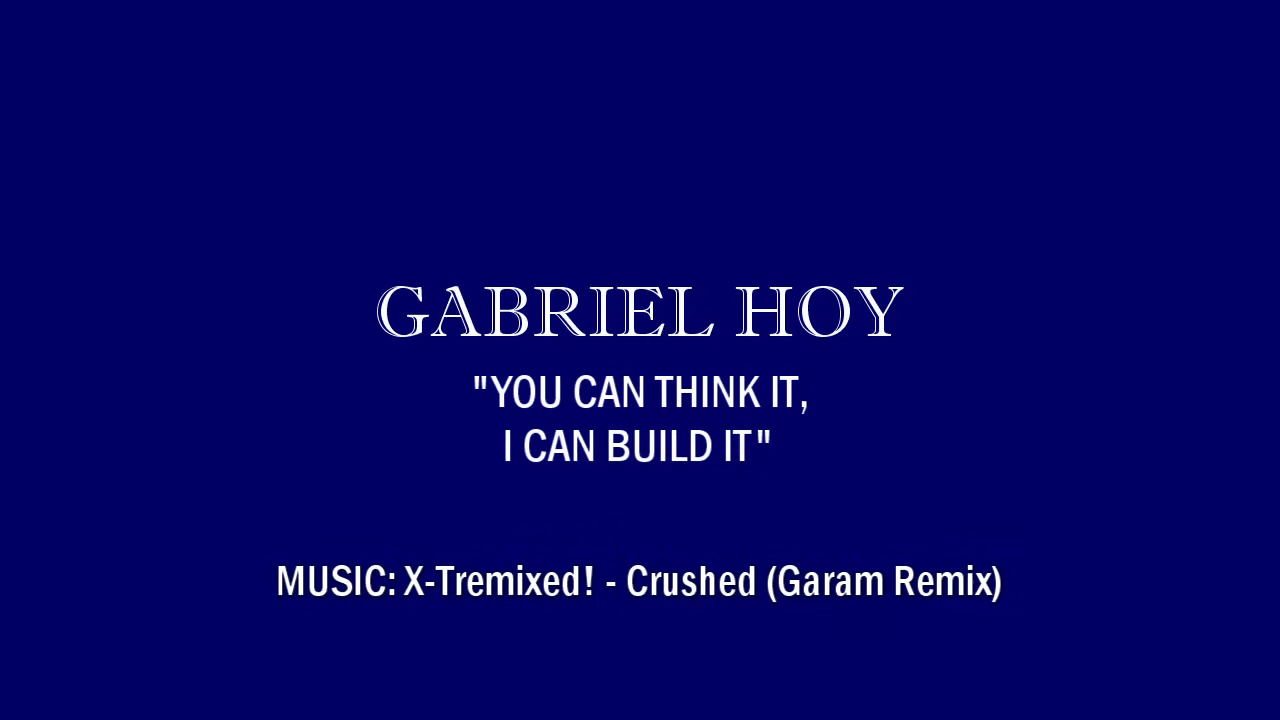 GABRIEL HOY
"YOU CAN THINK IT,
I CAN BUILD IT"
MUSIC: X-Tremixed! - Crushed (Garam Remix)